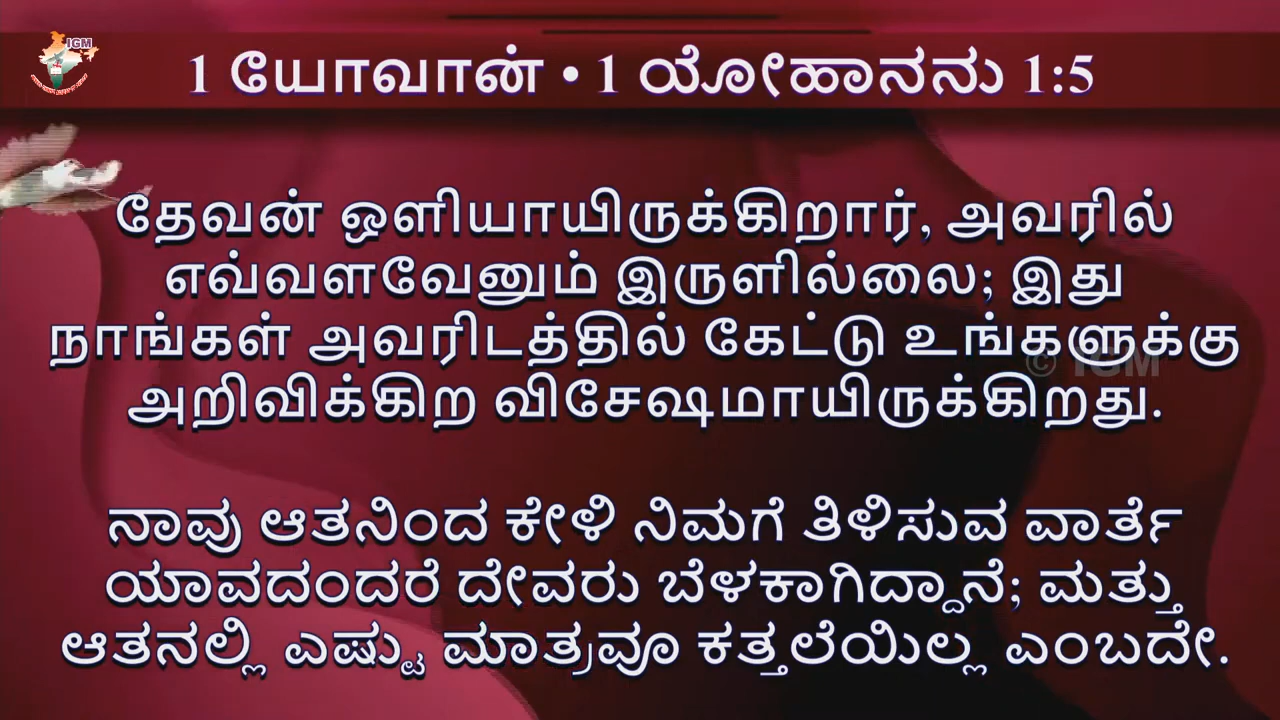 IGM
1 யோவான் • 1 ಯೋಹಾನನು 1:5
தேவன் ஒளியாயிருக்கிறார், அவரில்
எவ்வளவேனும் இருளில்லை; இது
நாங்கள் அவரிடத்தில் கேட்டு உங்களுக்கு
© IGM
அறிவிக்கிற விசேஷமாயிருக்கிறது.
ನಾವು ಆತನಿಂದ ಕೇಳಿ ನಿಮಗೆ ತಿಳಿಸುವ ವಾರ್ತೆ
ಯಾವದಂದರೆ ದೇವರು ಬೆಳಕಾಗಿದ್ದಾನೆ; ಮತ್ತು
ಆತನಲ್ಲಿ ಎಷ್ಟು ಮಾತ್ರವೂ ಕತ್ತಲೆಯಿಲ್ಲ ಎಂಬದೇ.